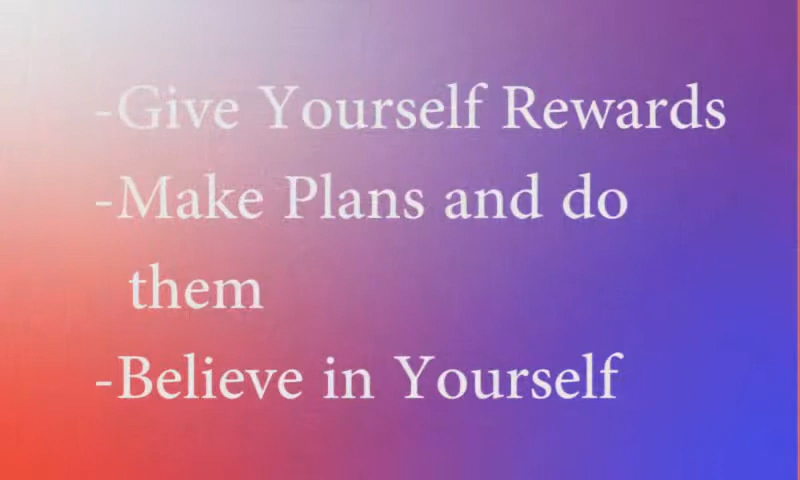 -Give Yourself Rewards
-Make Plans and do
them
-Believe in Yourself